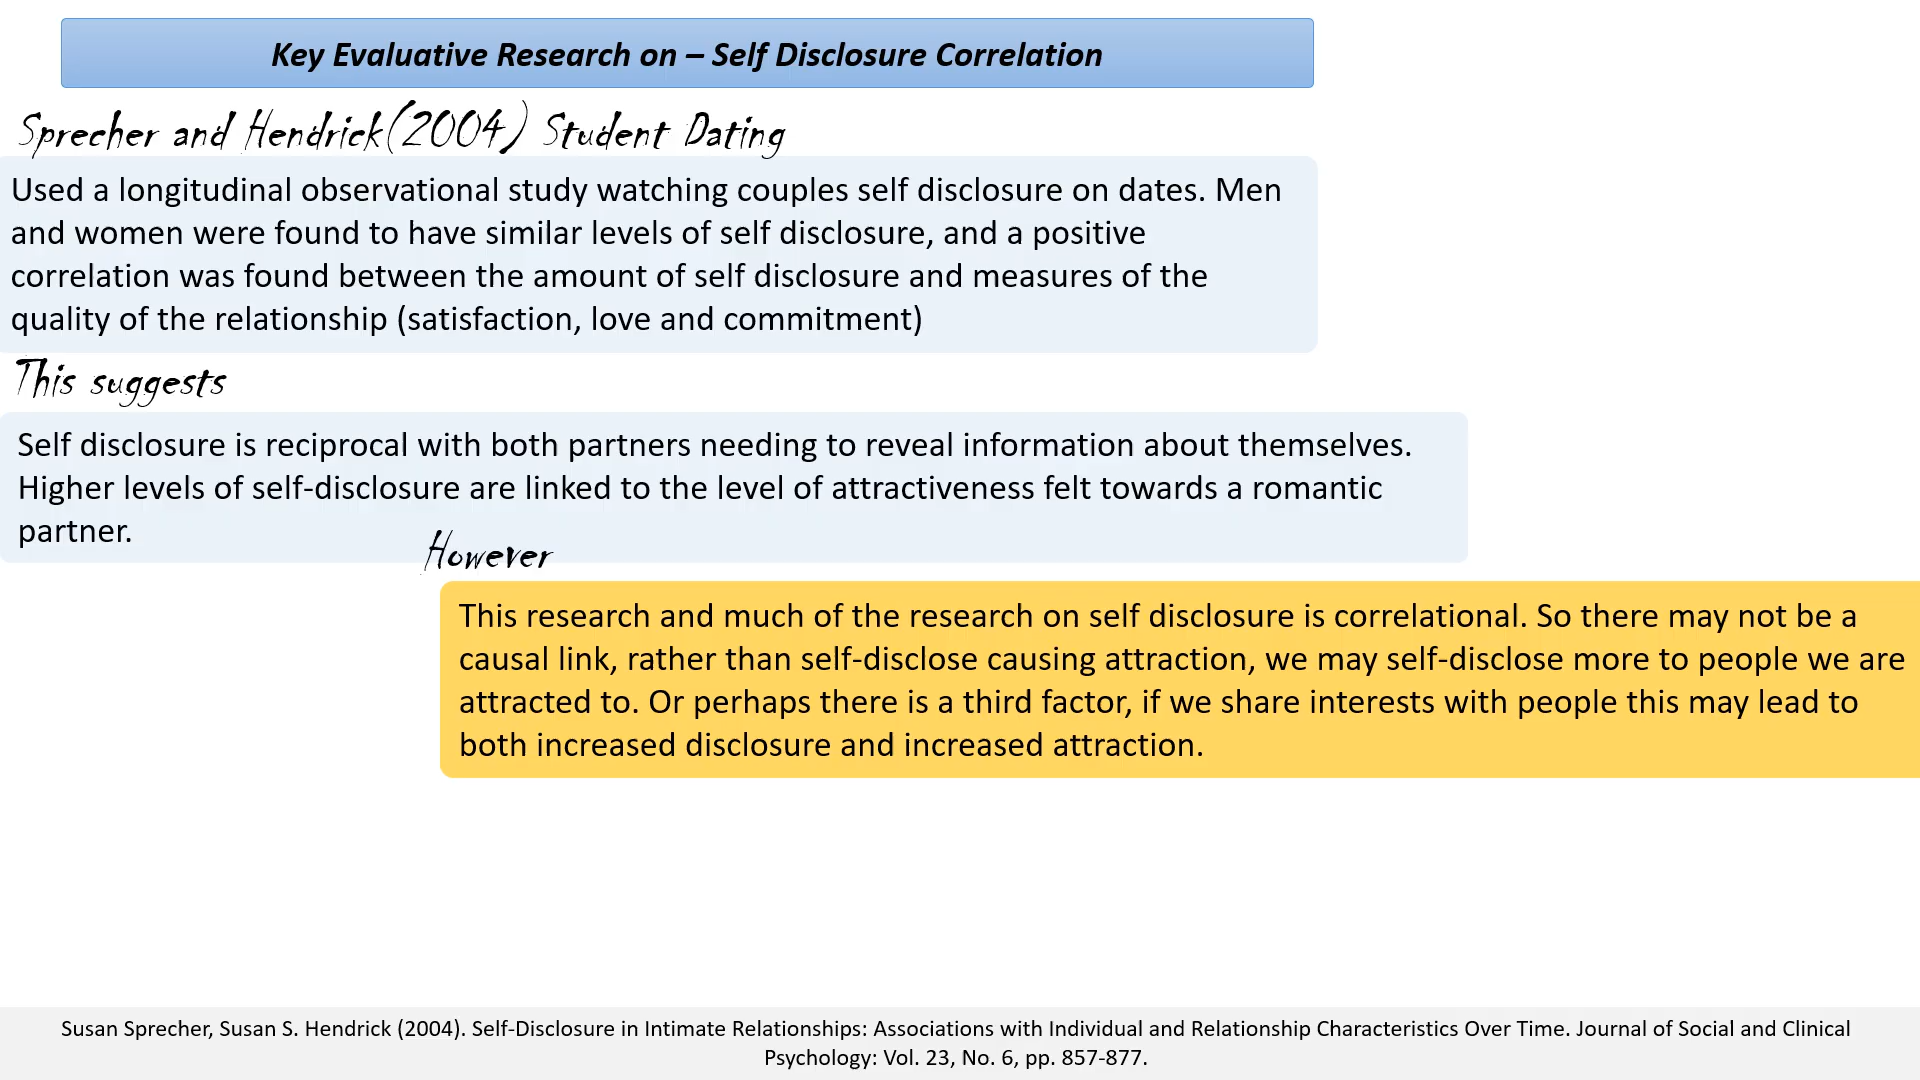 Key Evaluative Research on – Self Disclosure Correlation
Sprecher and Hendrick(2004) Student Dating
Used a longitudinal observational study watching couples self disclosure on dates. Men
and women were found to have similar levels of self disclosure, and a positive
correlation was found between the amount of self disclosure and measures of the
quality of the relationship (satisfaction, love and commitment)
This suggests
Self disclosure is reciprocal with both partners needing to reveal information about themselves.
Higher levels of self-disclosure are linked to the level of attractiveness felt towards a romantic
partner.
However
This research and much of the research on self disclosure is correlational. So there may not be a
causal link, rather than self-disclose causing attraction, we may self-disclose more to people we are
attracted to. Or perhaps there is a third factor, if we share interests with people this may lead to
both increased disclosure and increased attraction.
Susan Sprecher, Susan S. Hendrick (2004). Self-Disclosure in Intimate Relationships: Associations with Individual and Relationship Characteristics Over Time. Journal of Social and Clinical
Psychology: Vol. 23, No. 6, pp. 857-877.